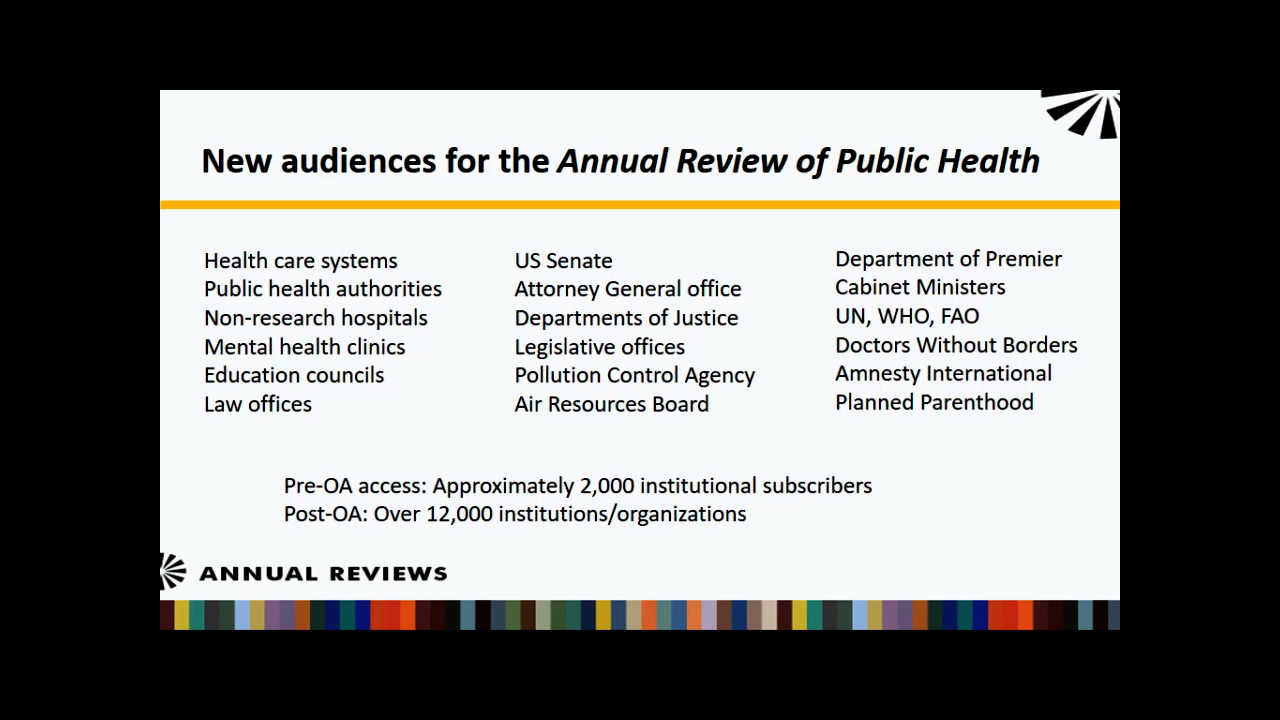 New audiences for the Annual Review of Public Health
Health care systems
Public health authorities
Non-research hospitals
Mental health clinics
Education councils
Law offices
US Senate
Attorney General office
Departments of Justice
Legislative offices
Pollution Control Agency
Air Resources Board
Department of Premier
Cabinet Ministers
UN, WHO, FAO
Doctors Without Borders
Amnesty International
Planned Parenthood
Pre-OA access: Approximately 2,000 institutional subscribers
Post-OA: Over 12,000 institutions/organizations
ANNUAL REVIEWS